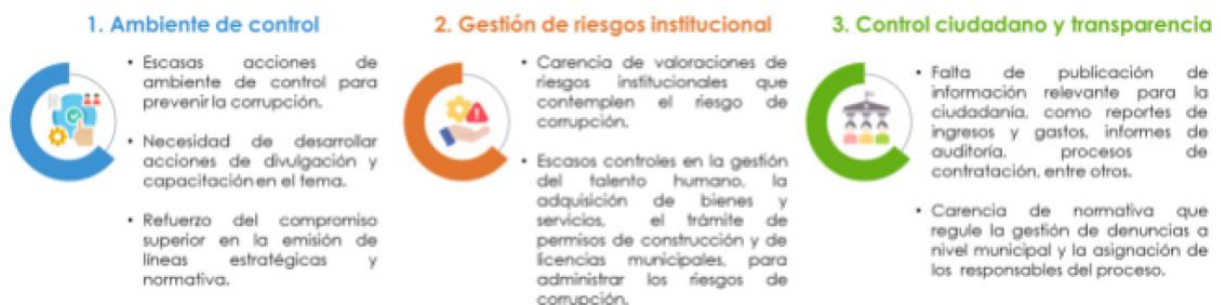 1. Ambiente de control
• Escasas acciones de
ambiente de control para
prevenir la corrupción.
• Necesidad de desarrollar
acciones de divulgación y
capacitación en el tema.
• Refuerzo del compromiso
superior en la emisión de
líneas estratégicas y
normativa.
2. Gestión de riesgos institucional
• Carencia de valoraciones de
riesgos institucionales que
contemplen el riesgo de
corrupción.
• Escasos controles en la gestión
del talento humano, la
adquisición de bienes y
servicios, el trámite de
permisos de construcción y de
licencias municipales, para
administrar los riesgos de
corrupción.
3. Control ciudadano y transparencia
• Falta de publicación de
información relevante para la
ciudadanía, como reportes de
ingresos y gastos, informes de
auditoría, procesos de
contratación, entre otros.
• Carencia de normativa que
regule la gestión de denuncias a
nivel municipal y la asignación de
los responsables del proceso.